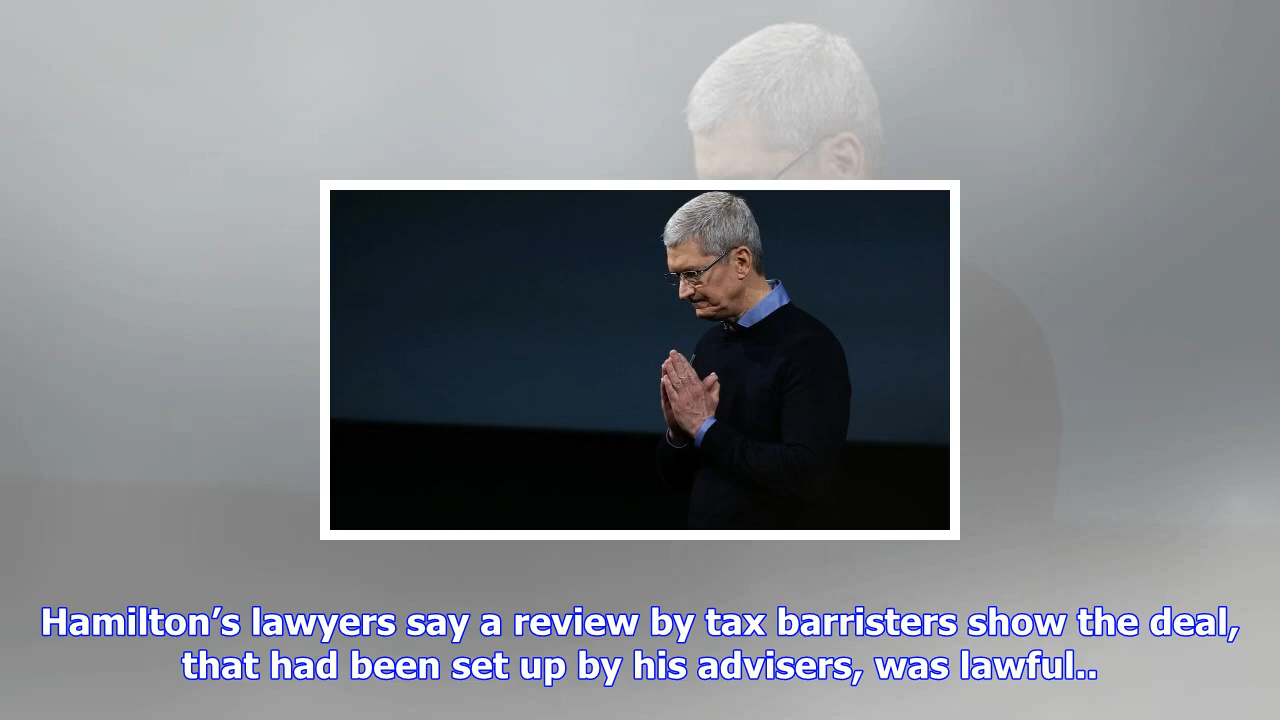 Hamilton’s lawyers say a review by tax barristers show the deal,
that had been set up by his advisers, was lawful..